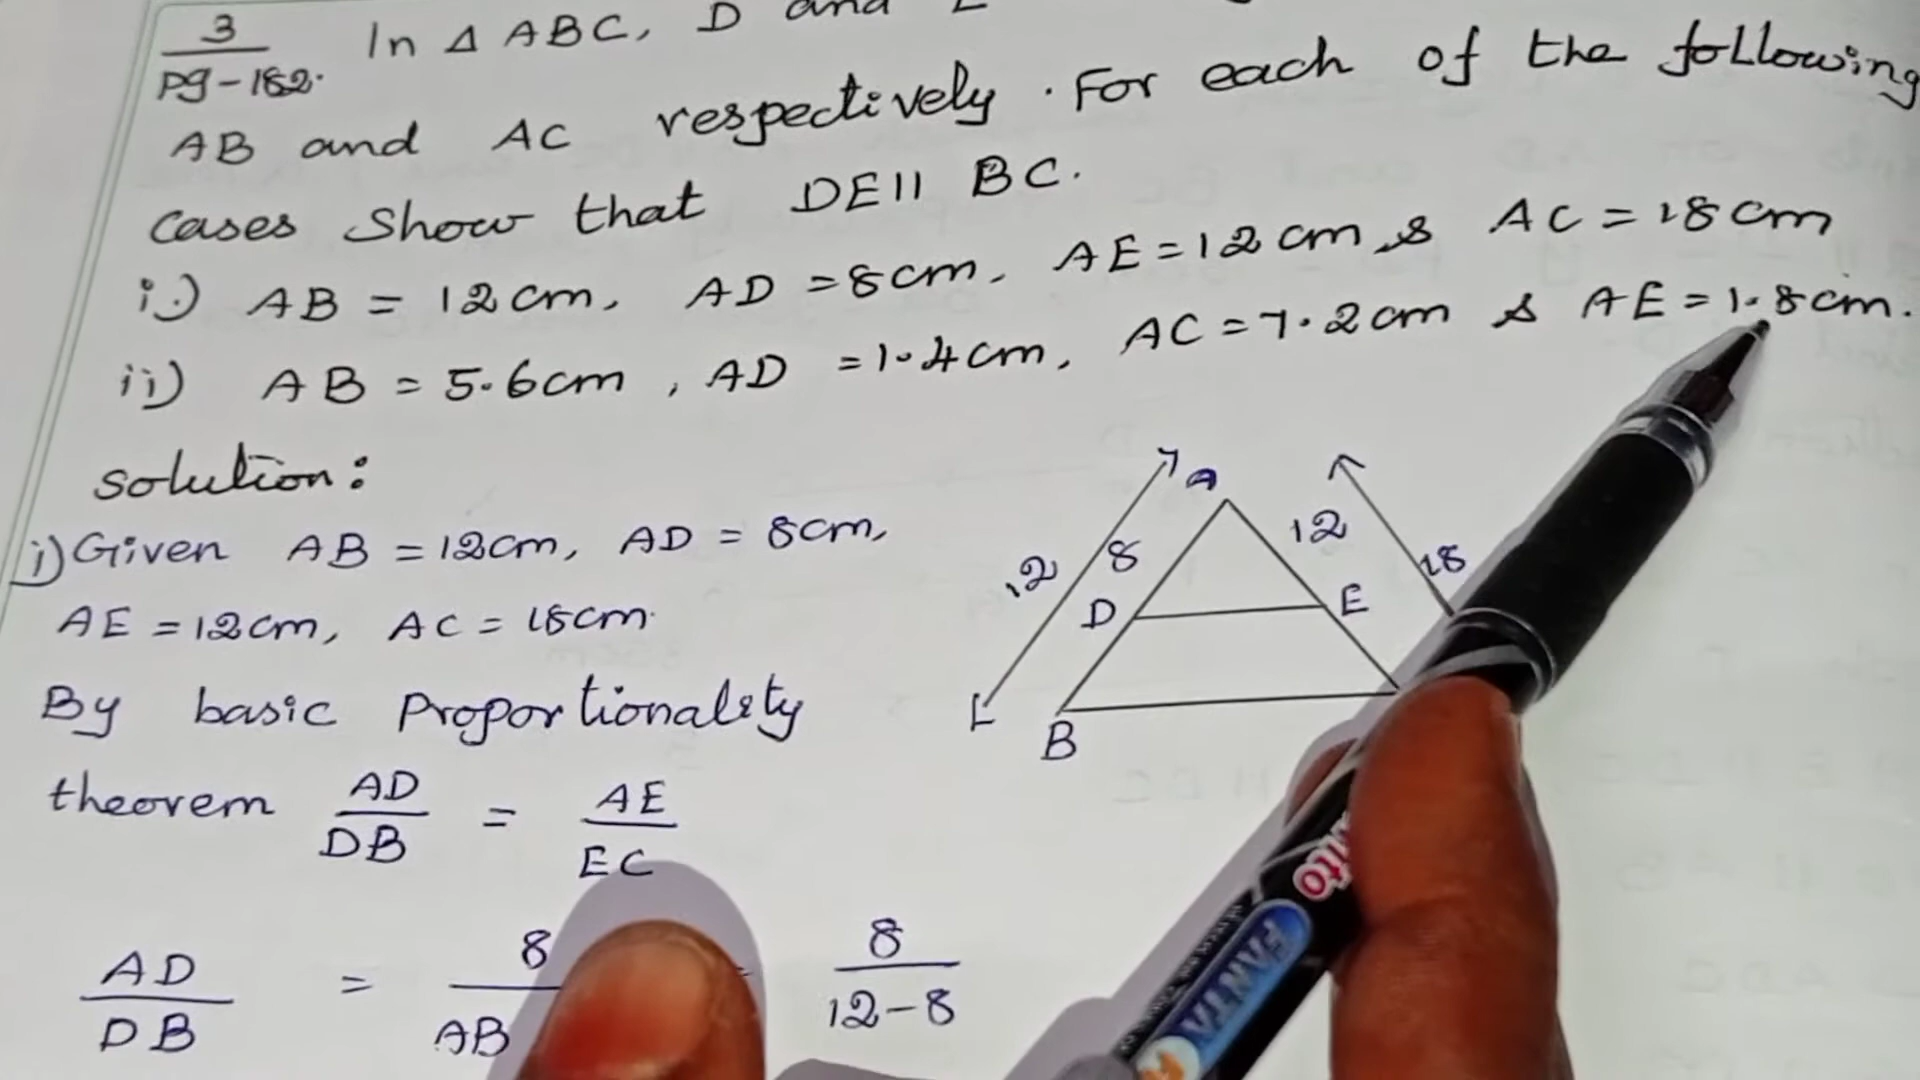 3
pg-182.
In △ ABC, D and E
AB and AC respectively. For each of the following
cases show that DE|| BC.
i.) AB = 12cm, AD = 8cm, AE = 12cm & AC = 18cm
ii) AB = 5.6cm, AD = 1.4cm, AC = 7.2cm & AE = 1.8cm.
solution:
i) Given AB = 12cm, AD = 8cm,
AE = 12cm, AC = 18cm.
By basic Proportionality
theorem AD/DB = AE/EC
AD/DB = 8/AB
8/12-8
A
12
8
12
18
D
E
B
FANTA